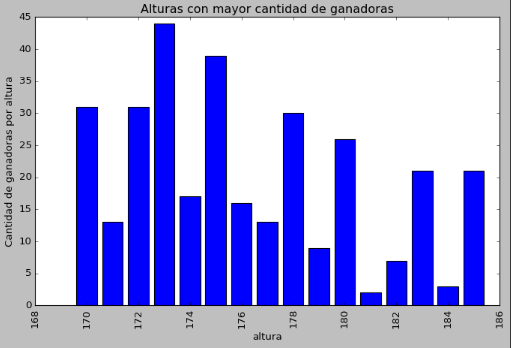 Alturas con mayor cantidad de ganadoras
Cantidad de ganadoras por altura
45
40
35
30
25
20
15
10
5
0
168 170 172 174 176 178 180 182 184 186
altura